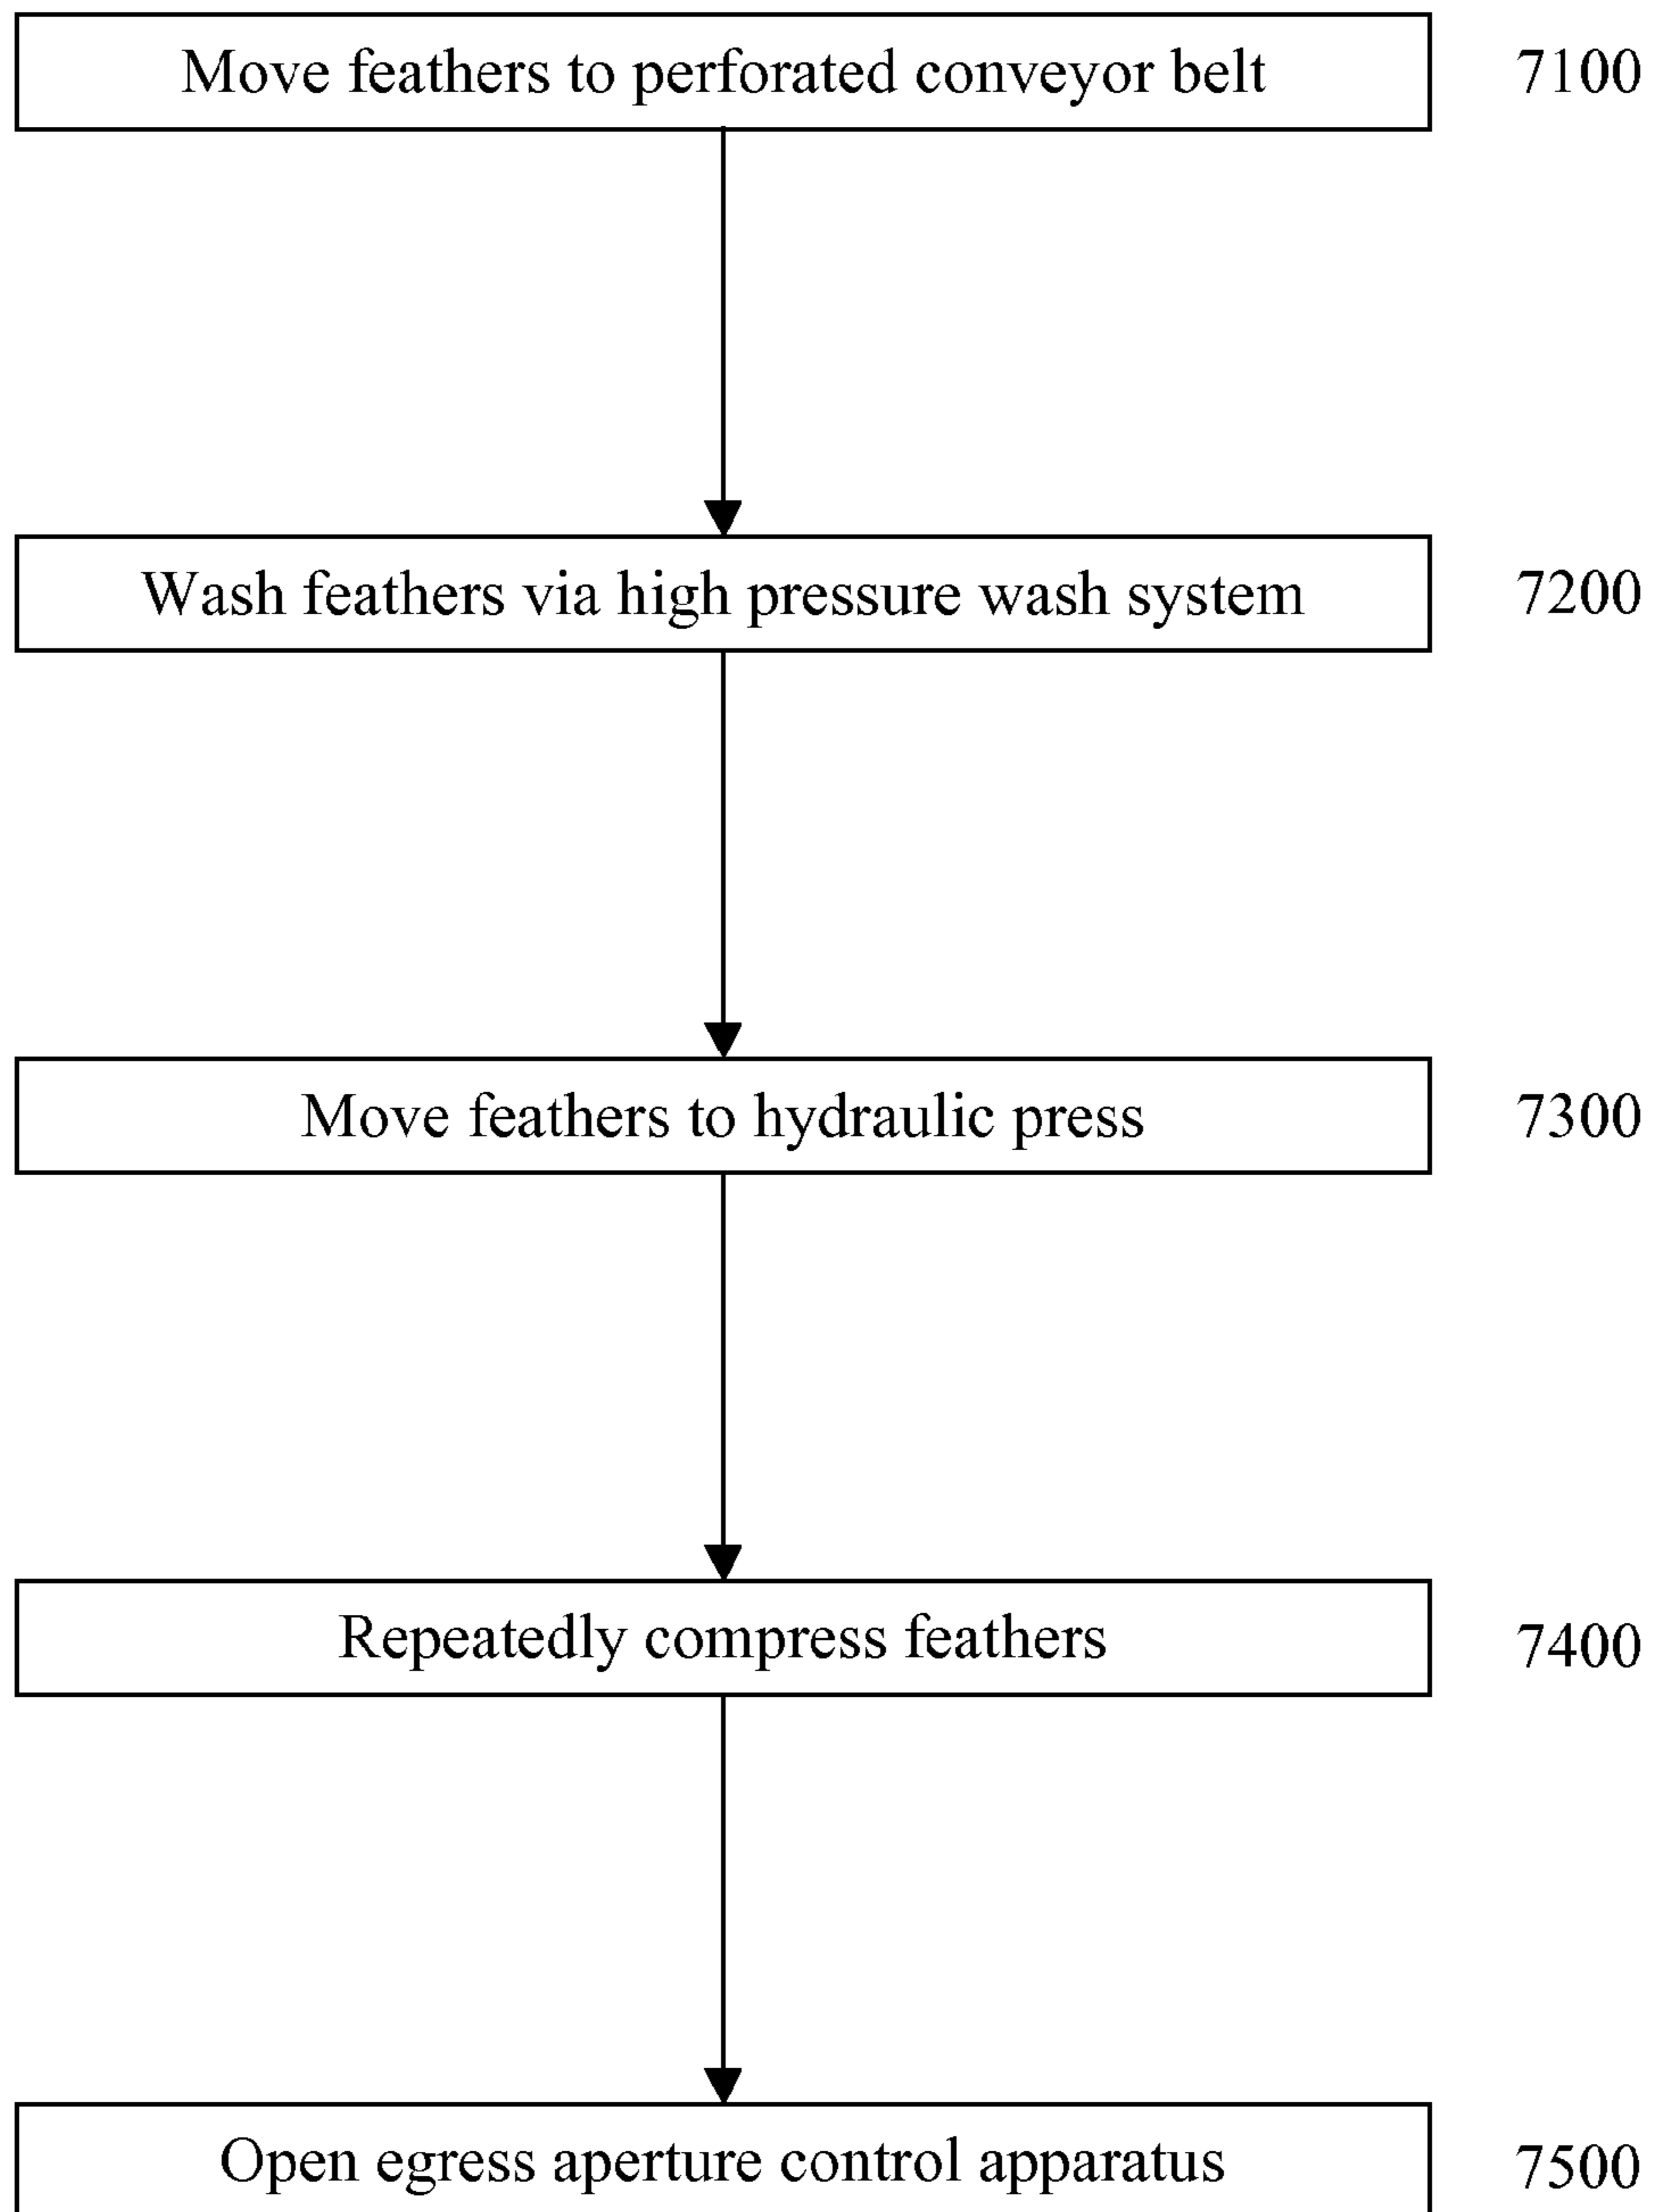 Move feathers to perforated conveyor belt 7100
Wash feathers via high pressure wash system 7200
Move feathers to hydraulic press 7300
Repeatedly compress feathers 7400
Open egress aperture control apparatus 7500